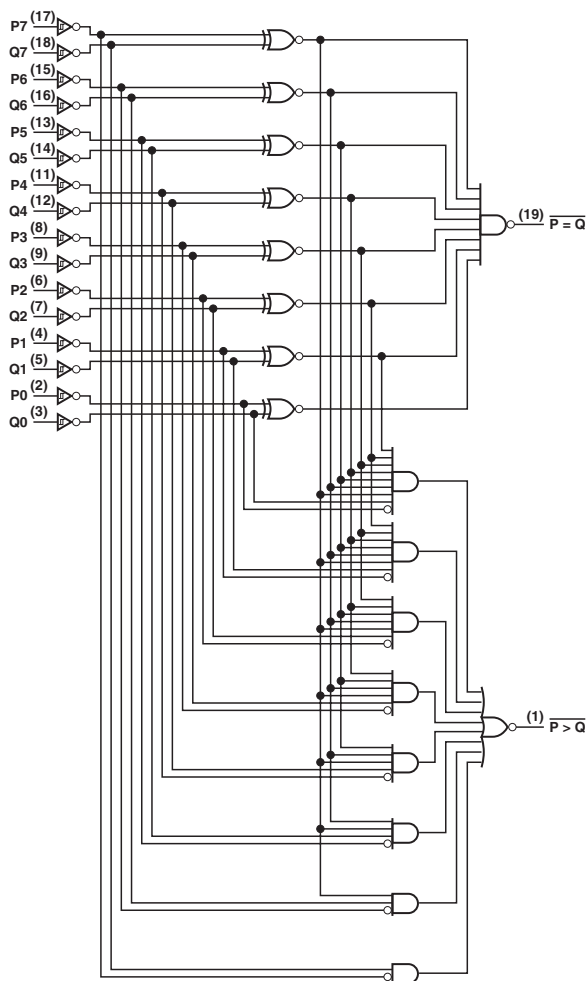 P7 (17)
Q7 (18)
P6 (15)
Q6 (16)
P5 (13)
Q5 (14)
P4 (11)
Q4 (12)
P3 (8)
Q3 (9)
P2 (6)
Q2 (7)
P1 (4)
Q1 (5)
P0 (2)
Q0 (3)
(19) P = Q
(1) P > Q